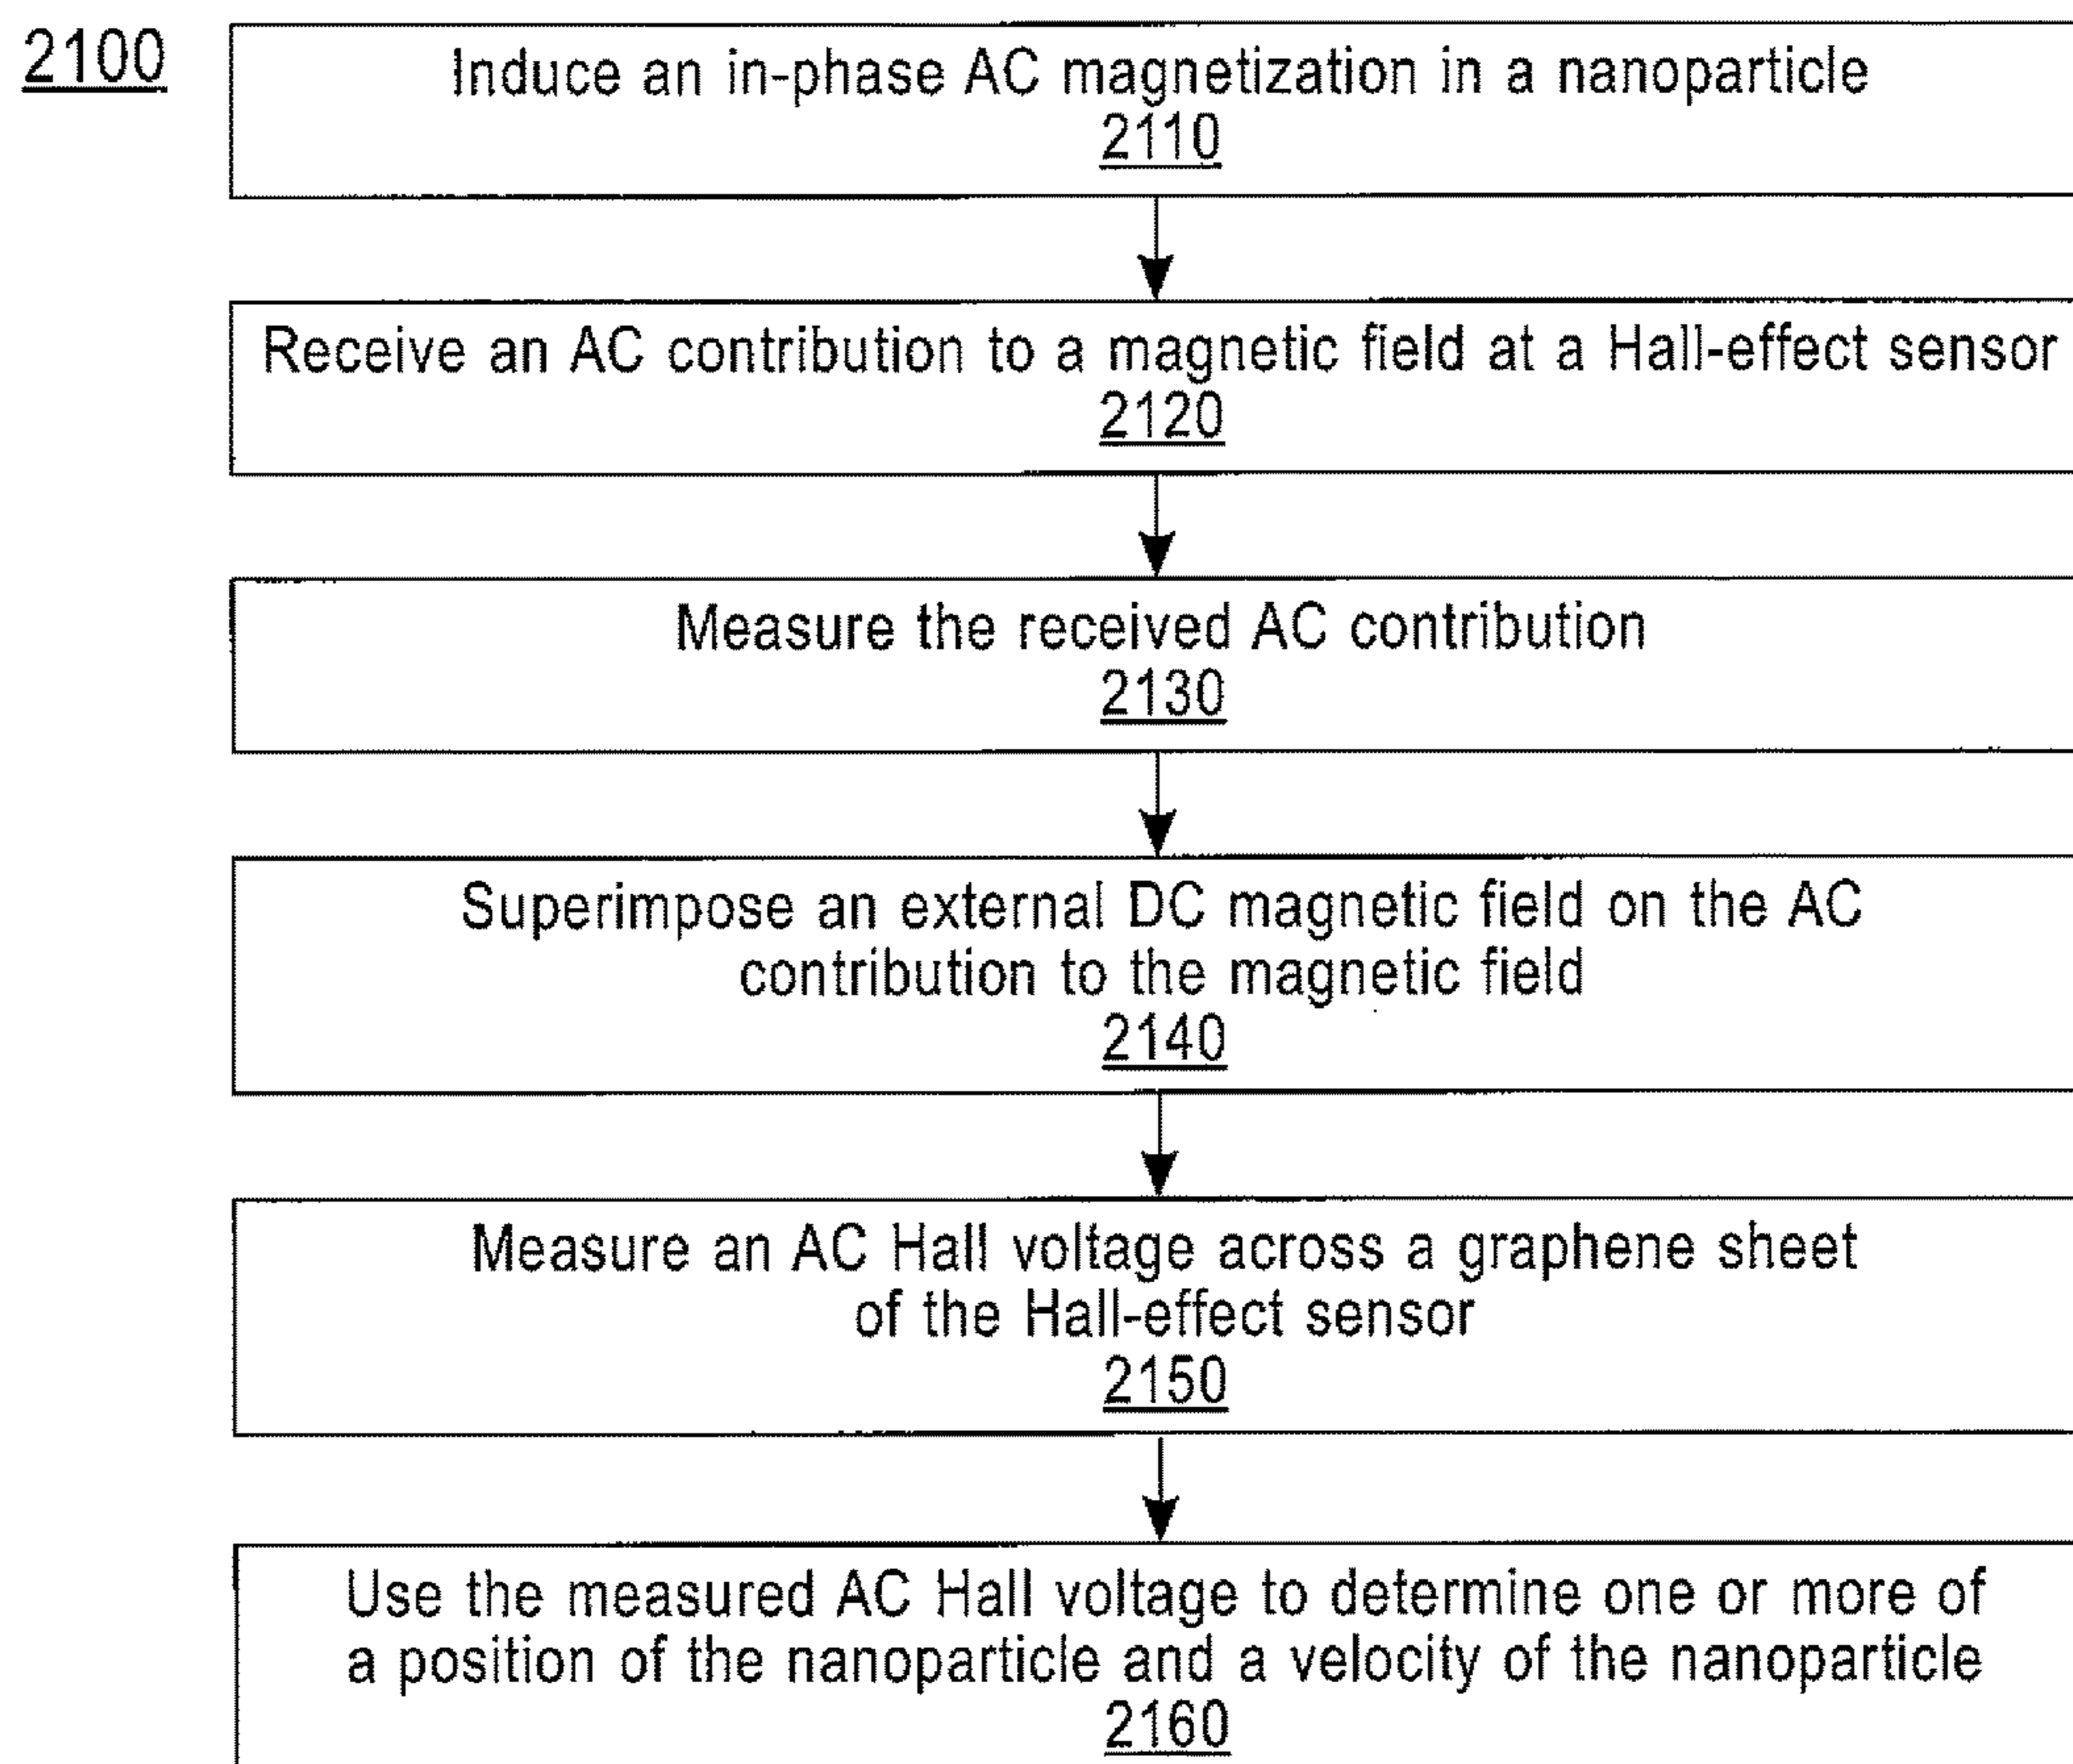 2100
Induce an in-phase AC magnetization in a nanoparticle
2110
Receive an AC contribution to a magnetic field at a Hall-effect sensor
2120
Measure the received AC contribution
2130
Superimpose an external DC magnetic field on the AC
contribution to the magnetic field
2140
Measure an AC Hall voltage across a graphene sheet
of the Hall-effect sensor
2150
Use the measured AC Hall voltage to determine one or more of
a position of the nanoparticle and a velocity of the nanoparticle
2160